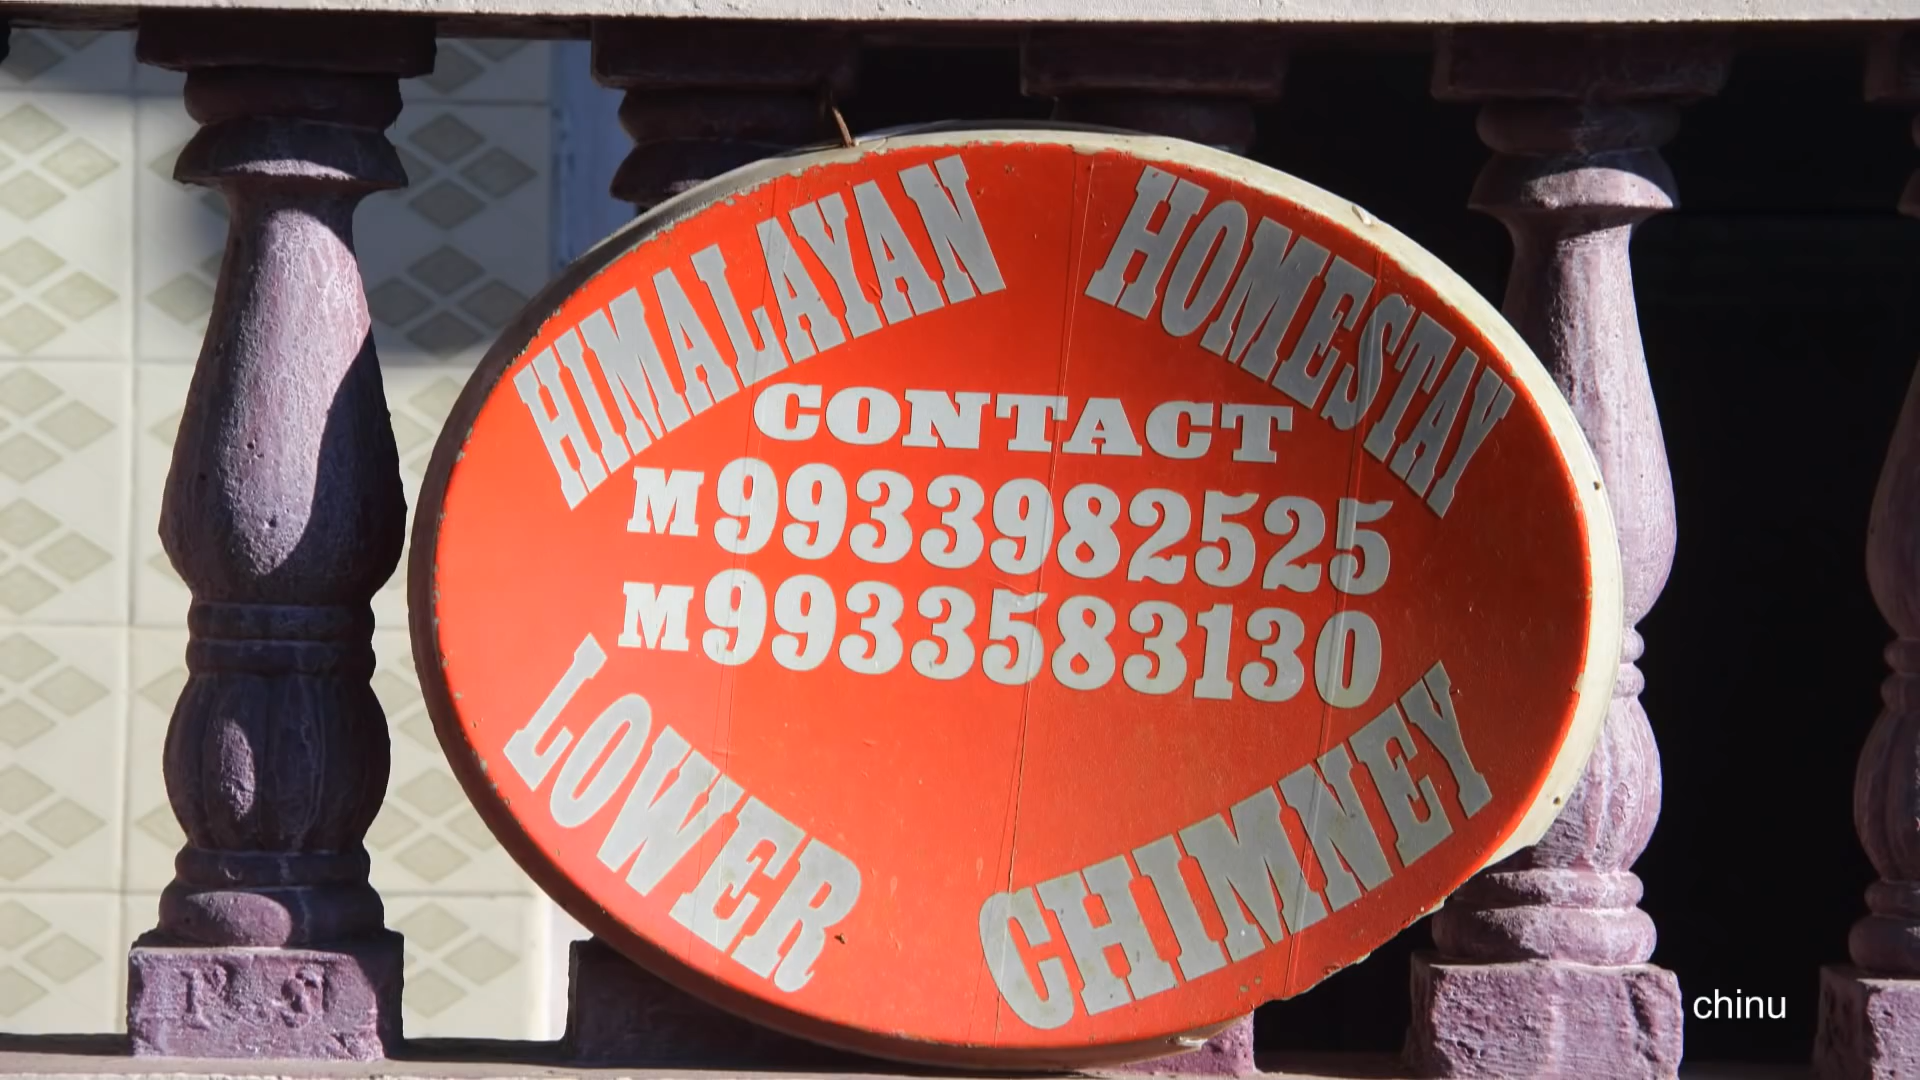 HIMALAYAN HOMESTAY
CONTACT
M 9933982525
M 9933583130
LOWER CHIMNEY
chinu